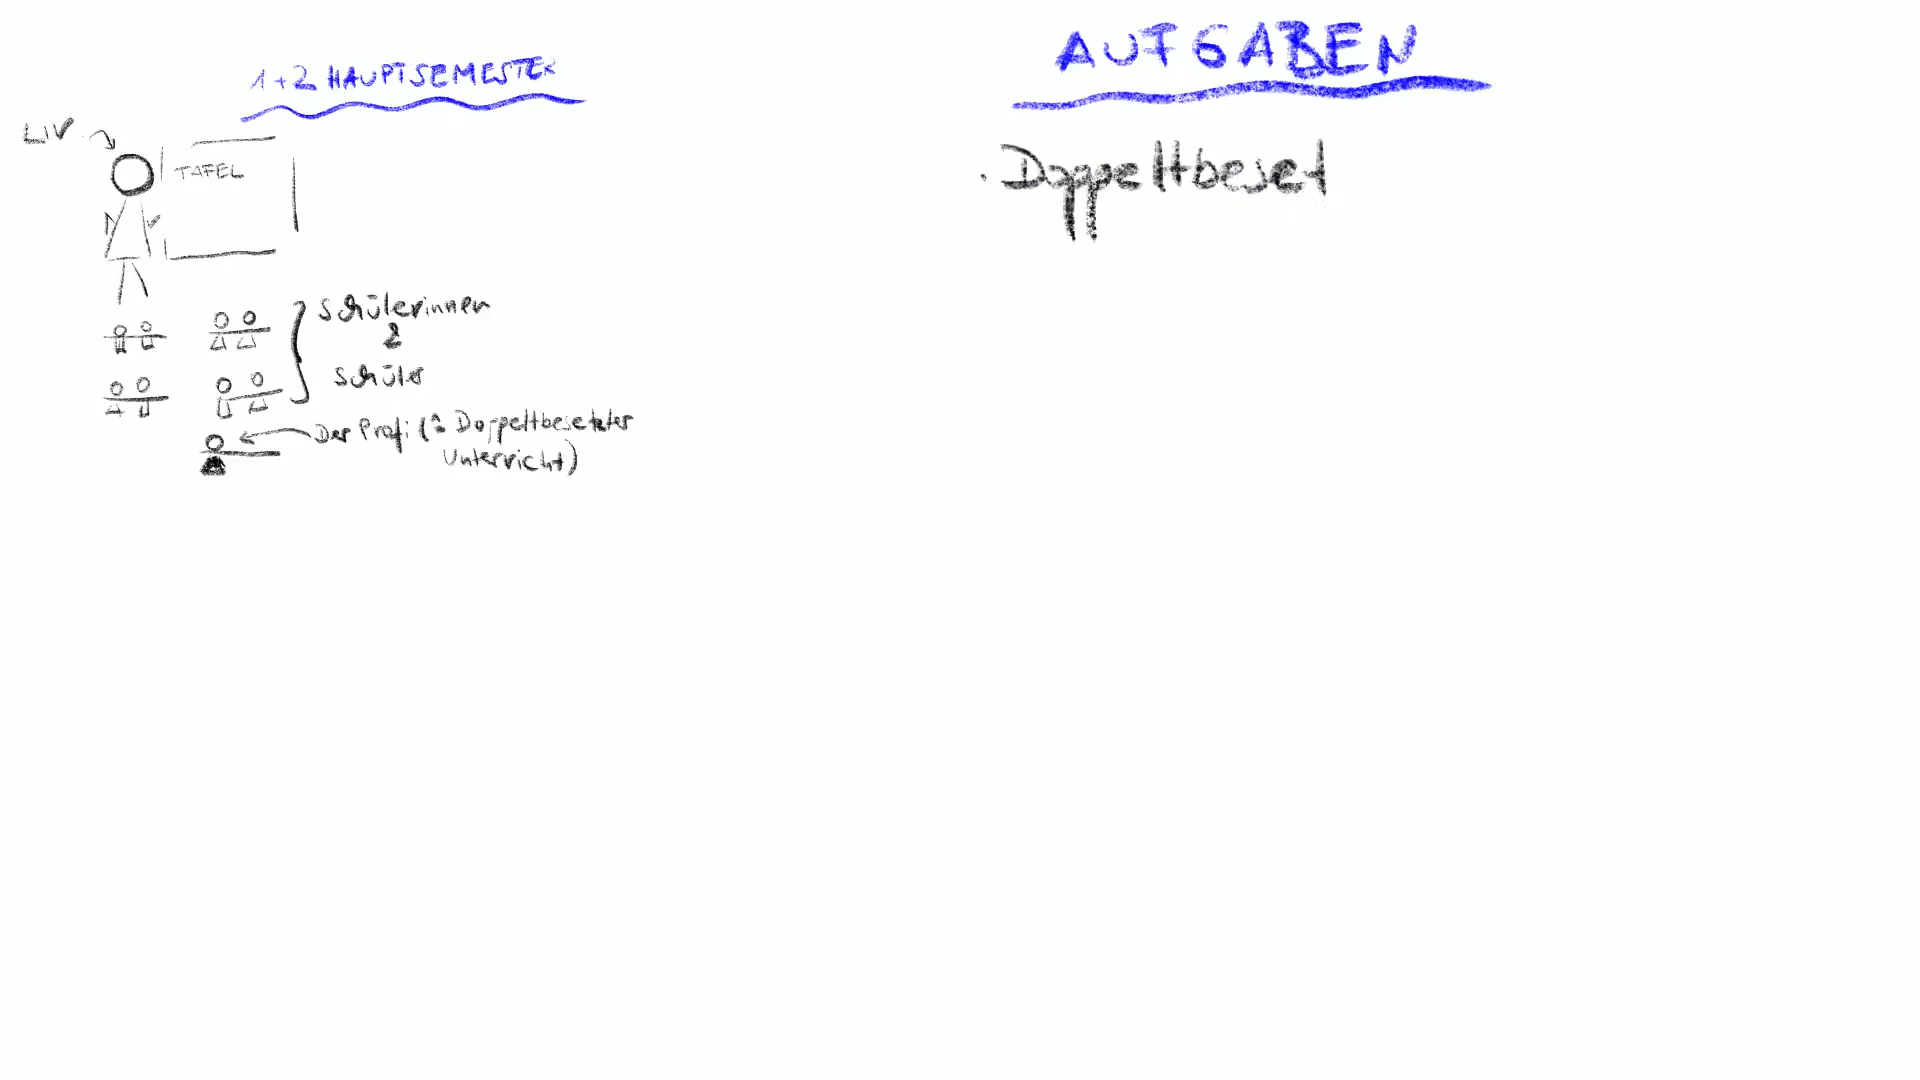 1+2 HAUPTSEMESTER
LIV
TAFEL
Schülerinnen
&
Schüler
Der Profi (≙ Doppeltbesetzter
Unterricht)
AUFGABEN
· Doppeltbeset